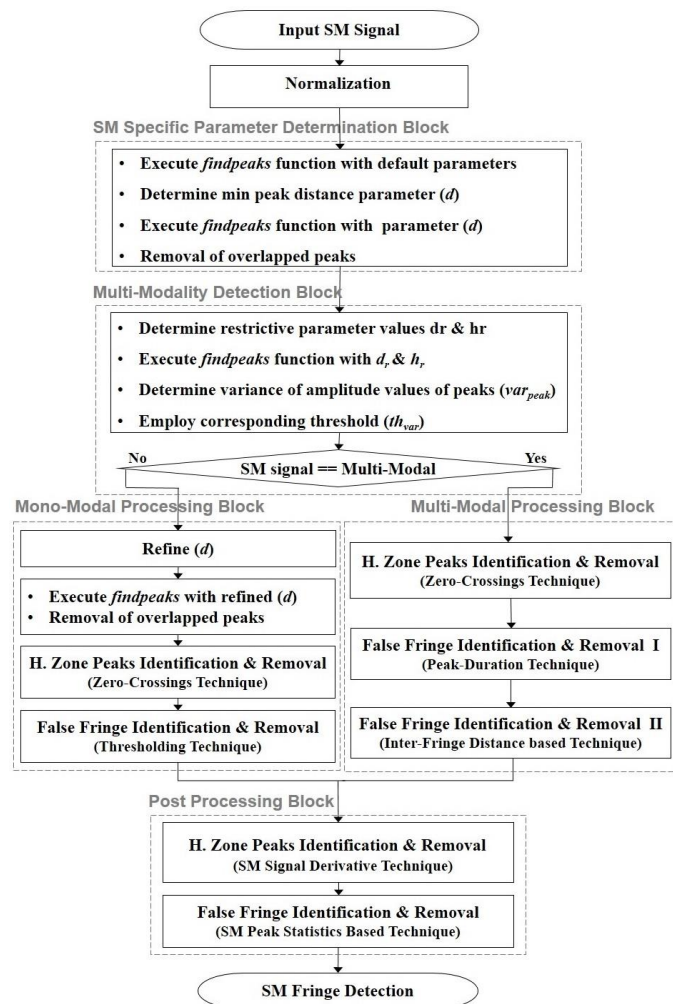 Input SM Signal
Normalization
SM Specific Parameter Determination Block
• Execute findpeaks function with default parameters
• Determine min peak distance parameter (d)
• Execute findpeaks function with parameter (d)
• Removal of overlapped peaks
Multi-Modality Detection Block
• Determine restrictive parameter values dr & hr
• Execute findpeaks function with d_r & h_r
• Determine variance of amplitude values of peaks (var_peak)
• Employ corresponding threshold (th_var)
No
Yes
SM signal == Multi-Modal
Mono-Modal Processing Block
Refine (d)
• Execute findpeaks with refined (d)
• Removal of overlapped peaks
H. Zone Peaks Identification & Removal
(Zero-Crossings Technique)
False Fringe Identification & Removal
(Thresholding Technique)
Multi-Modal Processing Block
H. Zone Peaks Identification & Removal
(Zero-Crossings Technique)
False Fringe Identification & Removal I
(Peak-Duration Technique)
False Fringe Identification & Removal II
(Inter-Fringe Distance based Technique)
Post Processing Block
H. Zone Peaks Identification & Removal
(SM Signal Derivative Technique)
False Fringe Identification & Removal
(SM Peak Statistics Based Technique)
SM Fringe Detection